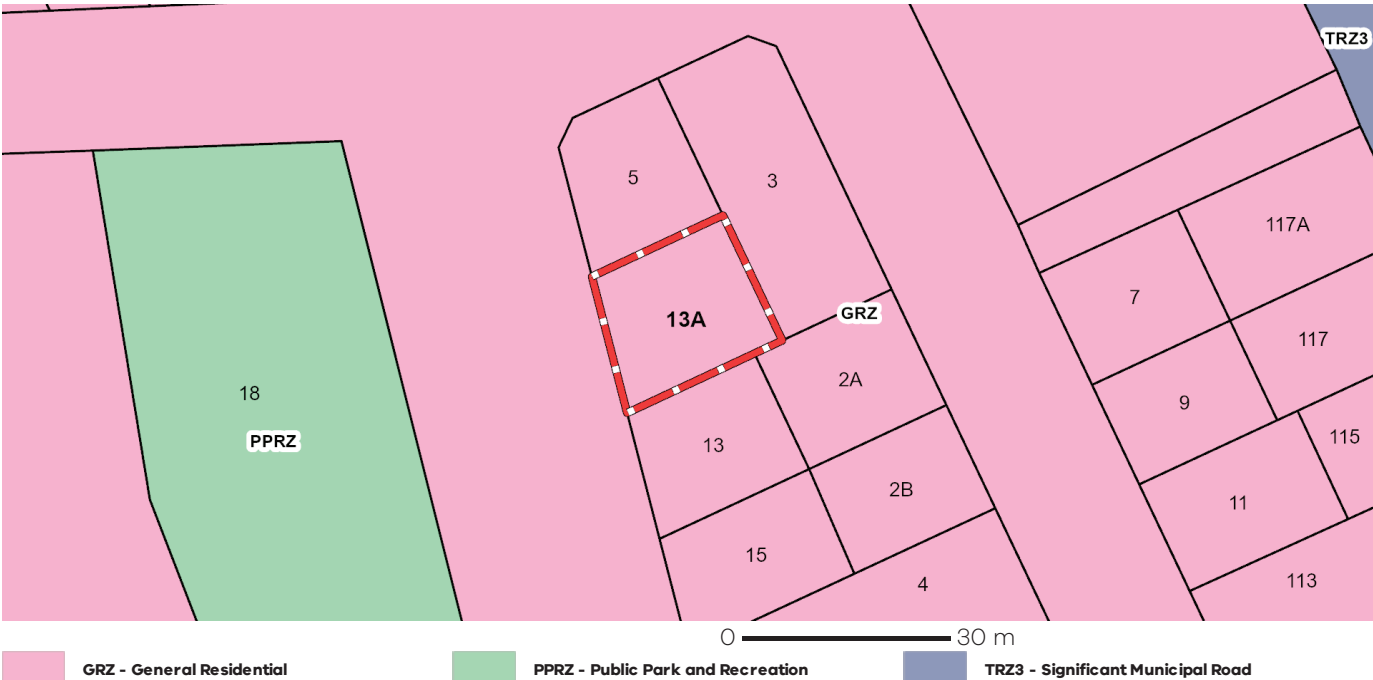 TRZ3
5
3
117A
7
13A
GRZ
117
2A
18
9
PPRZ
13
115
2B
11
15
4
113
0 30 m
GRZ - General Residential
PPRZ - Public Park and Recreation
TRZ3 - Significant Municipal Road